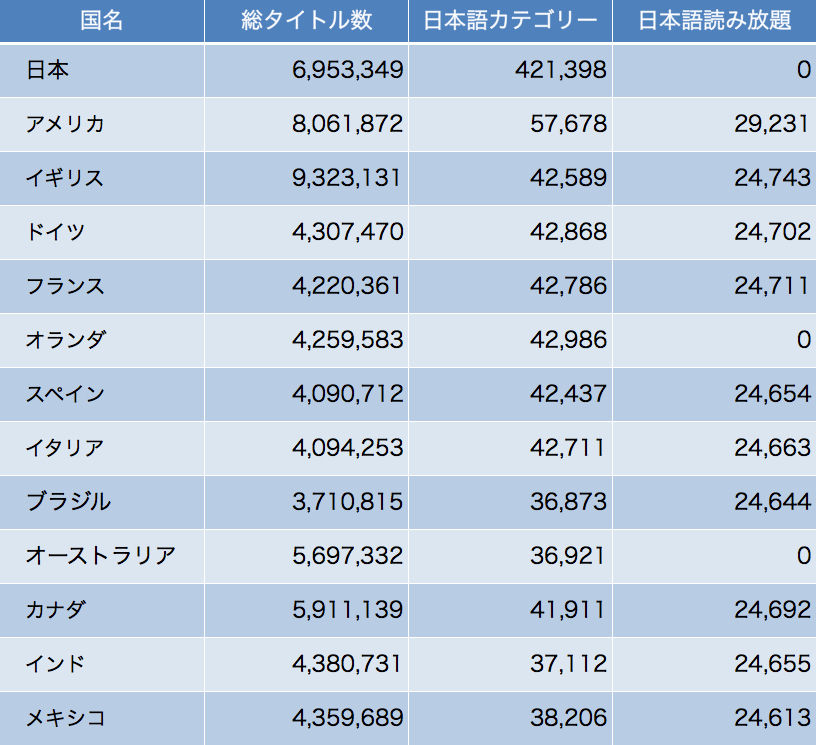 国名 総タイトル数 日本語カテゴリー 日本語読み放題
日本 6,953,349 421,398 0
アメリカ 8,061,872 57,678 29,231
イギリス 9,323,131 42,589 24,743
ドイツ 4,307,470 42,868 24,702
フランス 4,220,361 42,786 24,711
オランダ 4,259,583 42,986 0
スペイン 4,090,712 42,437 24,654
イタリア 4,094,253 42,711 24,663
ブラジル 3,710,815 36,873 24,644
オーストラリア 5,697,332 36,921 0
カナダ 5,911,139 41,911 24,692
インド 4,380,731 37,112 24,655
メキシコ 4,359,689 38,206 24,613